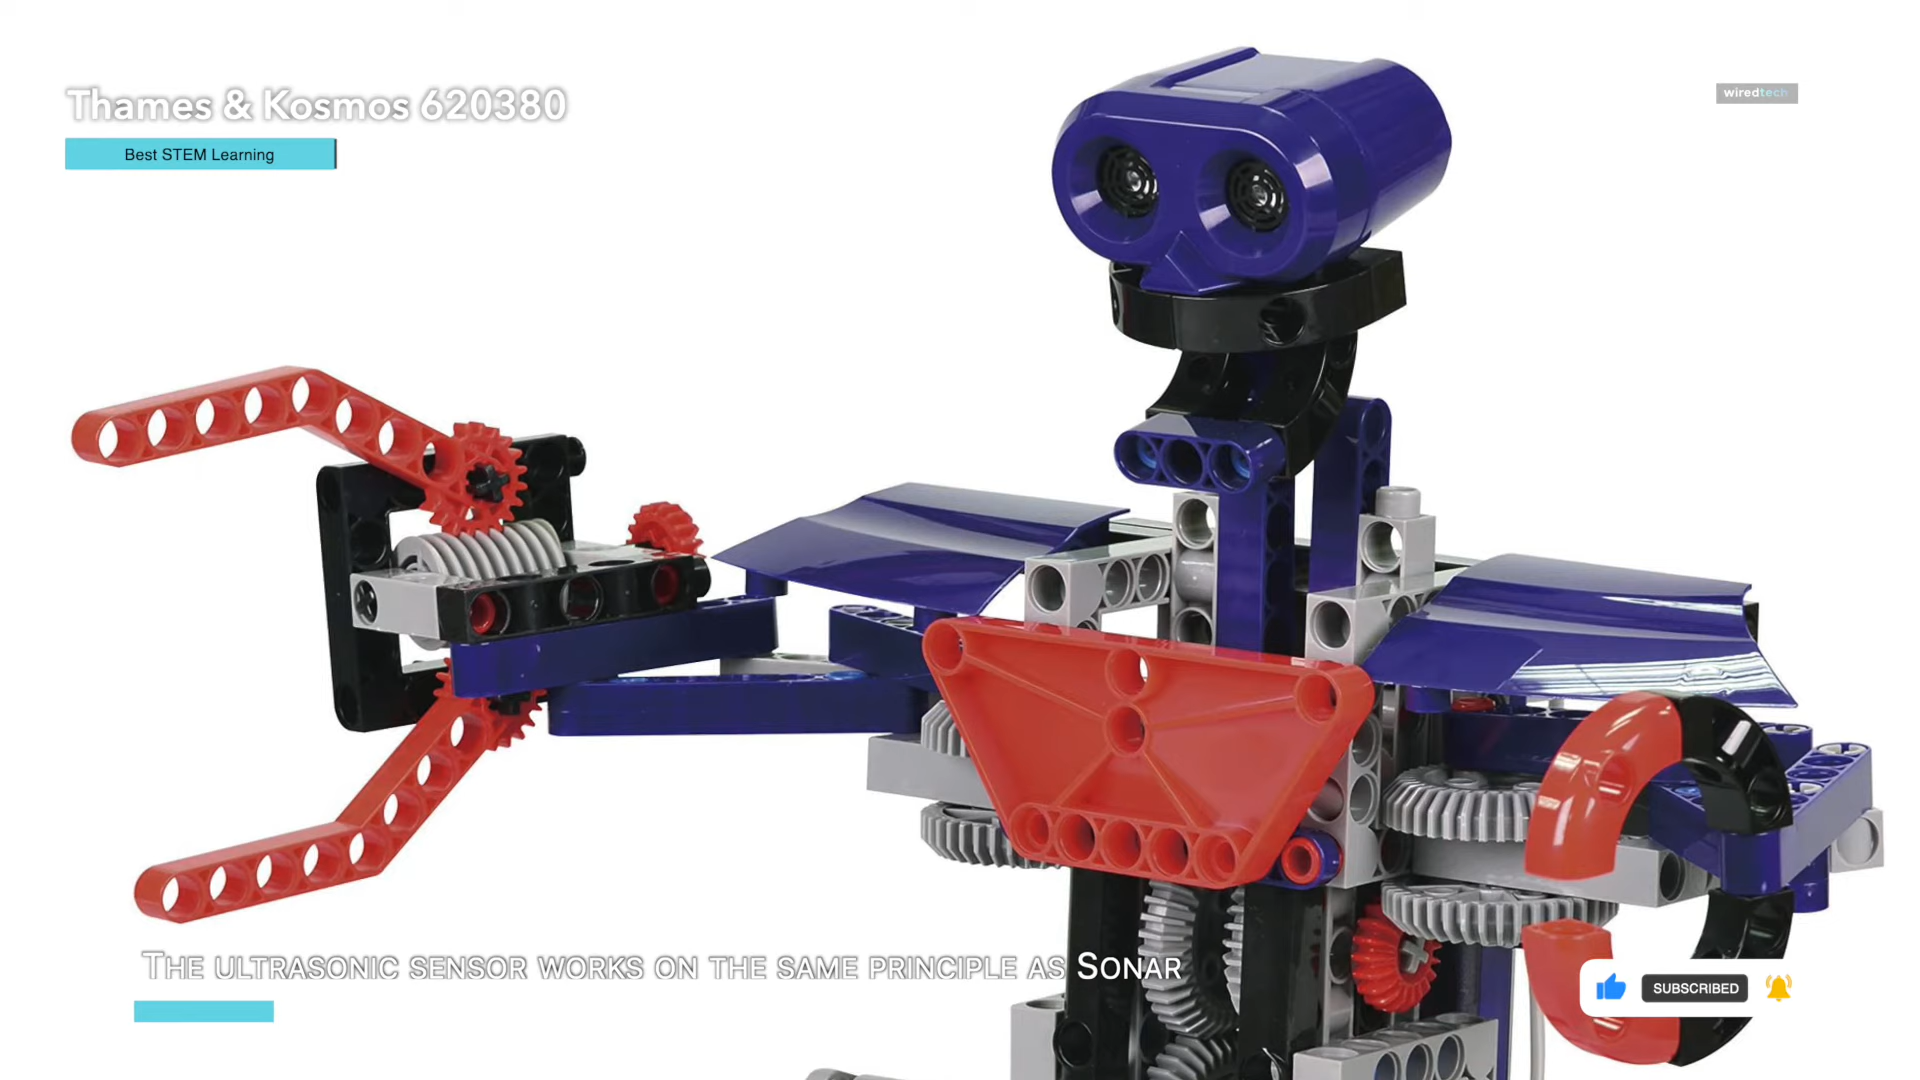 Thames & Kosmos 620380
Best STEM Learning
wiredtech
The ultrasonic sensor works on the same principle as Sonar
SUBSCRIBED